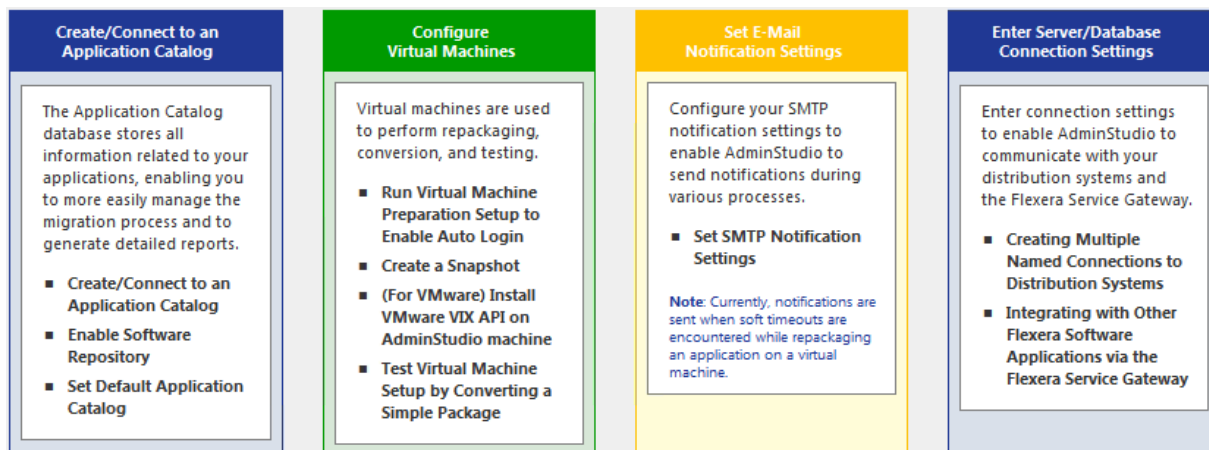 Create/Connect to an
Application Catalog
The Application Catalog
database stores all
information related to your
applications, enabling you
to more easily manage the
migration process and to
generate detailed reports.
■ Create/Connect to an
Application Catalog
■ Enable Software
Repository
■ Set Default Application
Catalog
Configure
Virtual Machines
Virtual machines are used
to perform repackaging,
conversion, and testing.
■ Run Virtual Machine
Preparation Setup to
Enable Auto Login
■ Create a Snapshot
■ (For VMware) Install
VMware VIX API on
AdminStudio machine
■ Test Virtual Machine
Setup by Converting a
Simple Package
Set E-Mail
Notification Settings
Configure your SMTP
notification settings to
enable AdminStudio to
send notifications during
various processes.
■ Set SMTP Notification
Settings
Note: Currently, notifications are
sent when soft timeouts are
encountered while repackaging
an application on a virtual
machine.
Enter Server/Database
Connection Settings
Enter connection settings
to enable AdminStudio to
communicate with your
distribution systems and
the Flexera Service Gateway.
■ Creating Multiple
Named Connections to
Distribution Systems
■ Integrating with Other
Flexera Software
Applications via the
Flexera Service Gateway